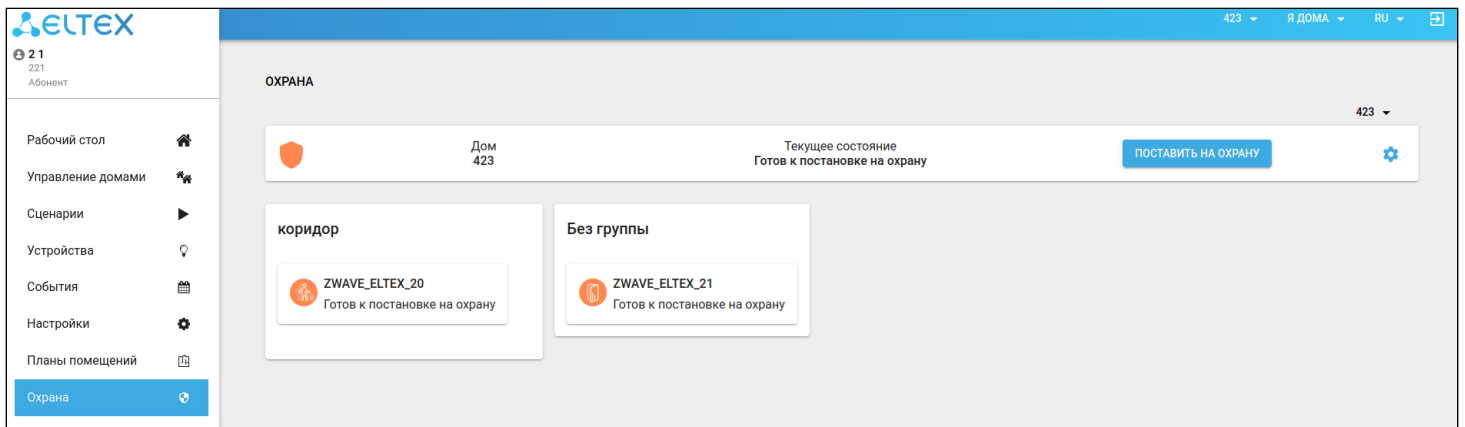 ELTEX
423
Я ДОМА
RU
2 1
221
Абонент
Рабочий стол
Управление домами
Сценарии
Устройства
События
Настройки
Планы помещений
Охрана
ОХРАНА
423
Дом
423
Текущее состояние
Готов к постановке на охрану
ПОСТАВИТЬ НА ОХРАНУ
коридор
ZWAVE_ELTEX_20
Готов к постановке на охрану
Без группы
ZWAVE_ELTEX_21
Готов к постановке на охрану